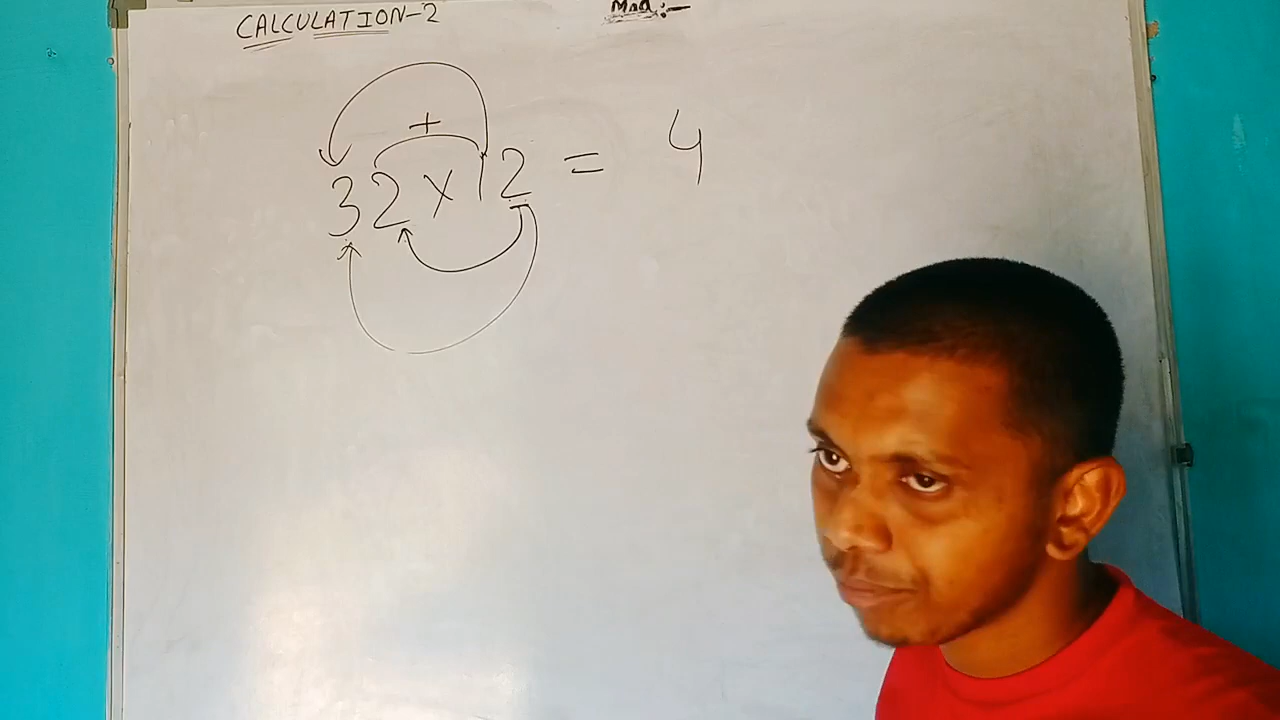 CALCULATION-2
+
32 x 12 = 4